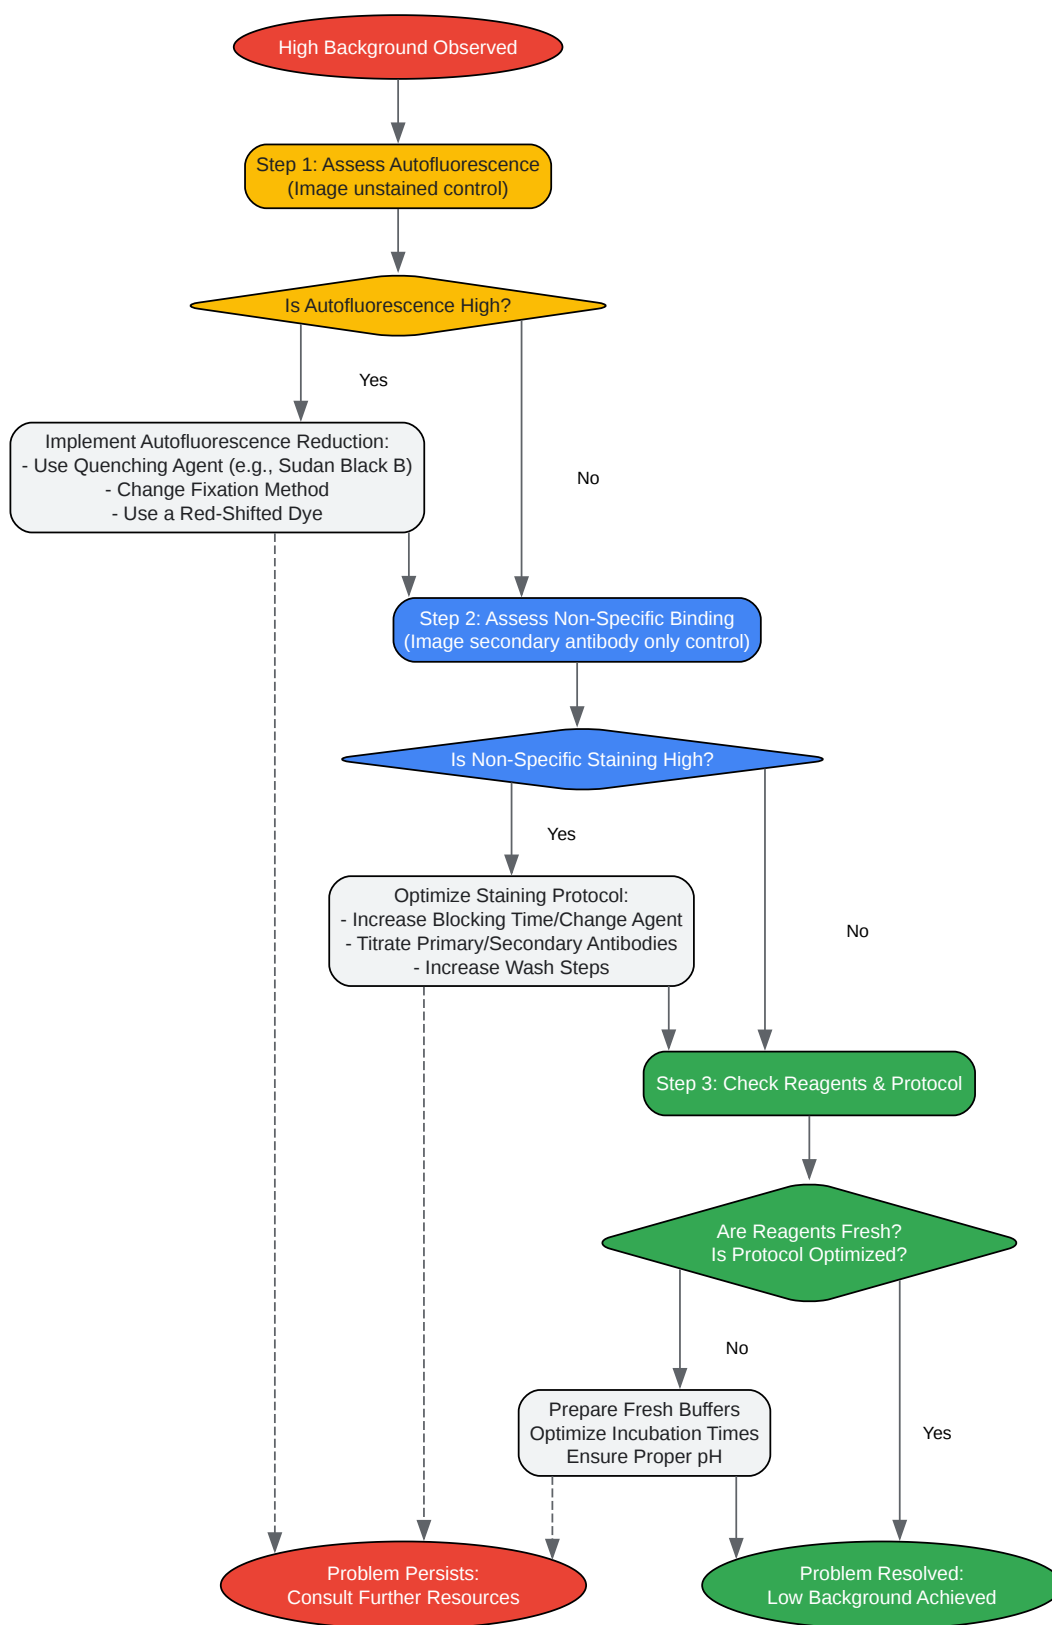 High Background Observed
Step 1: Assess Autofluorescence
(Image unstained control)
Is Autofluorescence High?
Yes
Implement Autofluorescence Reduction:
- Use Quenching Agent (e.g., Sudan Black B)
- Change Fixation Method
- Use a Red-Shifted Dye
No
Step 2: Assess Non-Specific Binding
(Image secondary antibody only control)
Is Non-Specific Staining High?
Yes
Optimize Staining Protocol:
- Increase Blocking Time/Change Agent
- Titrate Primary/Secondary Antibodies
- Increase Wash Steps
No
Step 3: Check Reagents & Protocol
Are Reagents Fresh?
Is Protocol Optimized?
No
Prepare Fresh Buffers
Optimize Incubation Times
Ensure Proper pH
Yes
Problem Persists:
Consult Further Resources
Problem Resolved:
Low Background Achieved